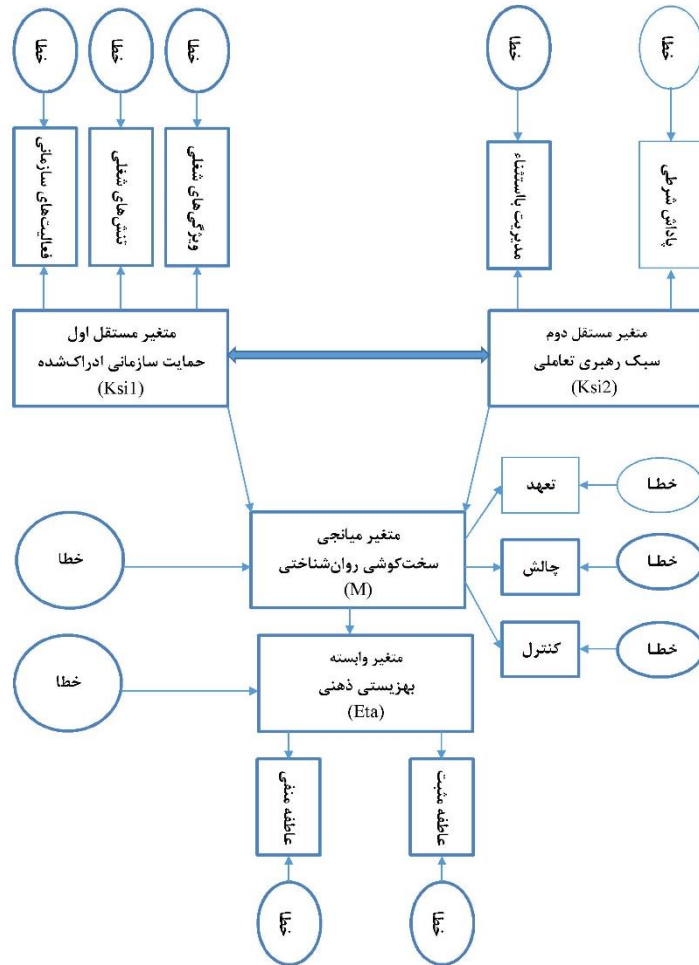 خطا
خطا
خطا
خطا
خطا
پاداش شرطی
مدیریت بااستثناء
ویژگی‌های شغلی
تنش‌های شغلی
فعالیت‌های سازمانی
متغیر مستقل دوم
سبک رهبری تعاملی
(Ksi2)
متغیر مستقل اول
حمایت سازمانی ادراک‌شده
(Ksi1)
خطا
تعهد
خطا
چالش
خطا
کنترل
متغیر میانجی
سخت‌کوشی روان‌شناختی
(M)
خطا
متغیر وابسته
بهزیستی ذهنی
(Eta)
خطا
عاطفه مثبت
عاطفه منفی
خطا
خطا